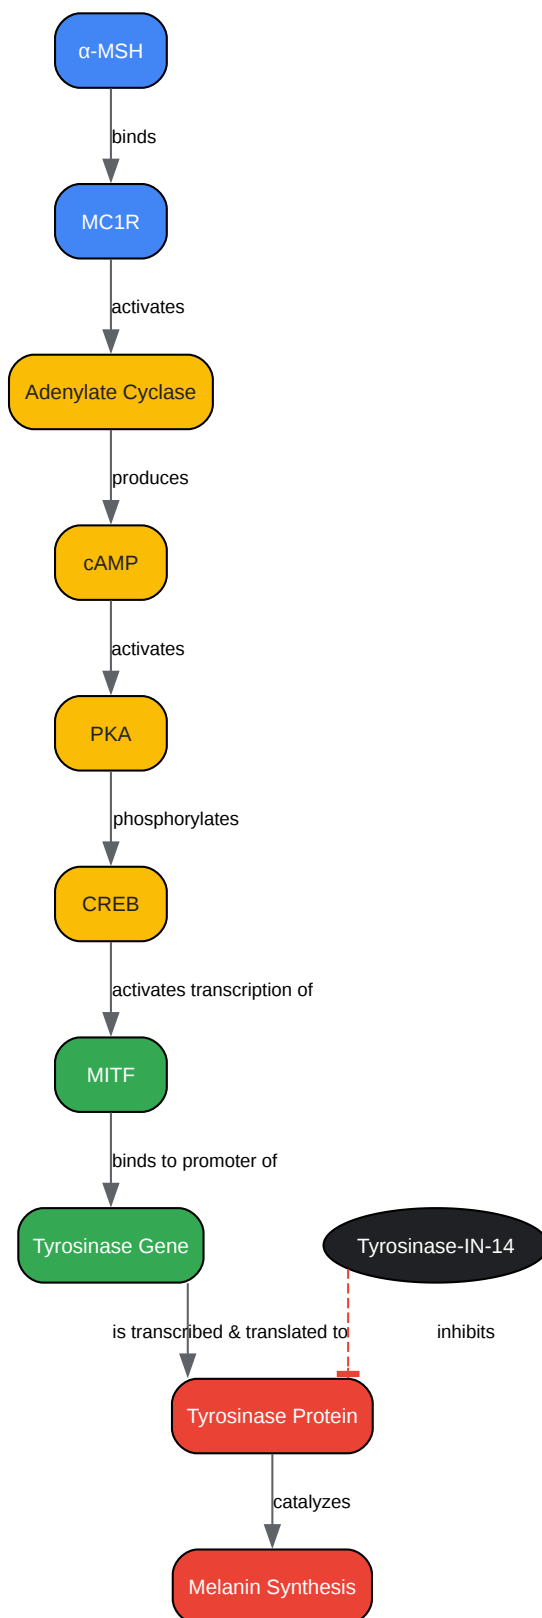 α-MSH
binds
MC1R
activates
Adenylate Cyclase
produces
cAMP
activates
PKA
phosphorylates
CREB
activates transcription of
MITF
binds to promoter of
Tyrosinase Gene
Tyrosinase-IN-14
is transcribed & translated to
inhibits
Tyrosinase Protein
catalyzes
Melanin Synthesis